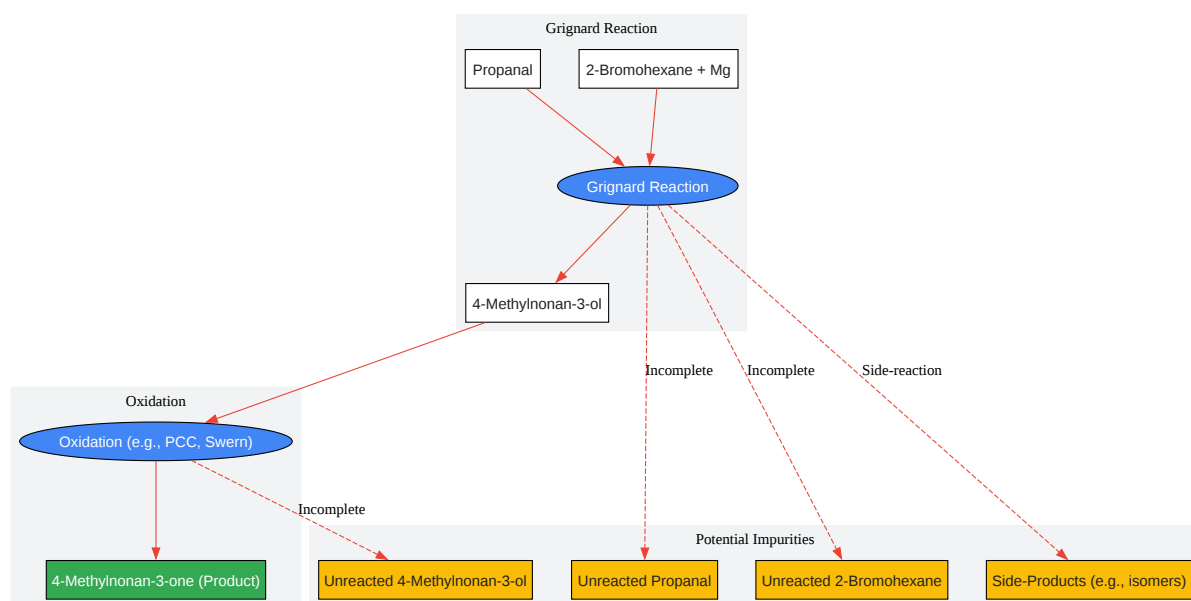 Grignard Reaction
Propanal
2-Bromohexane + Mg
Grignard Reaction
4-Methylnonan-3-ol
Incomplete
Incomplete
Side-reaction
Oxidation
Oxidation (e.g., PCC, Swern)
Incomplete
Potential Impurities
4-Methylnonan-3-one (Product)
Unreacted 4-Methylnonan-3-ol
Unreacted Propanal
Unreacted 2-Bromohexane
Side-Products (e.g., isomers)